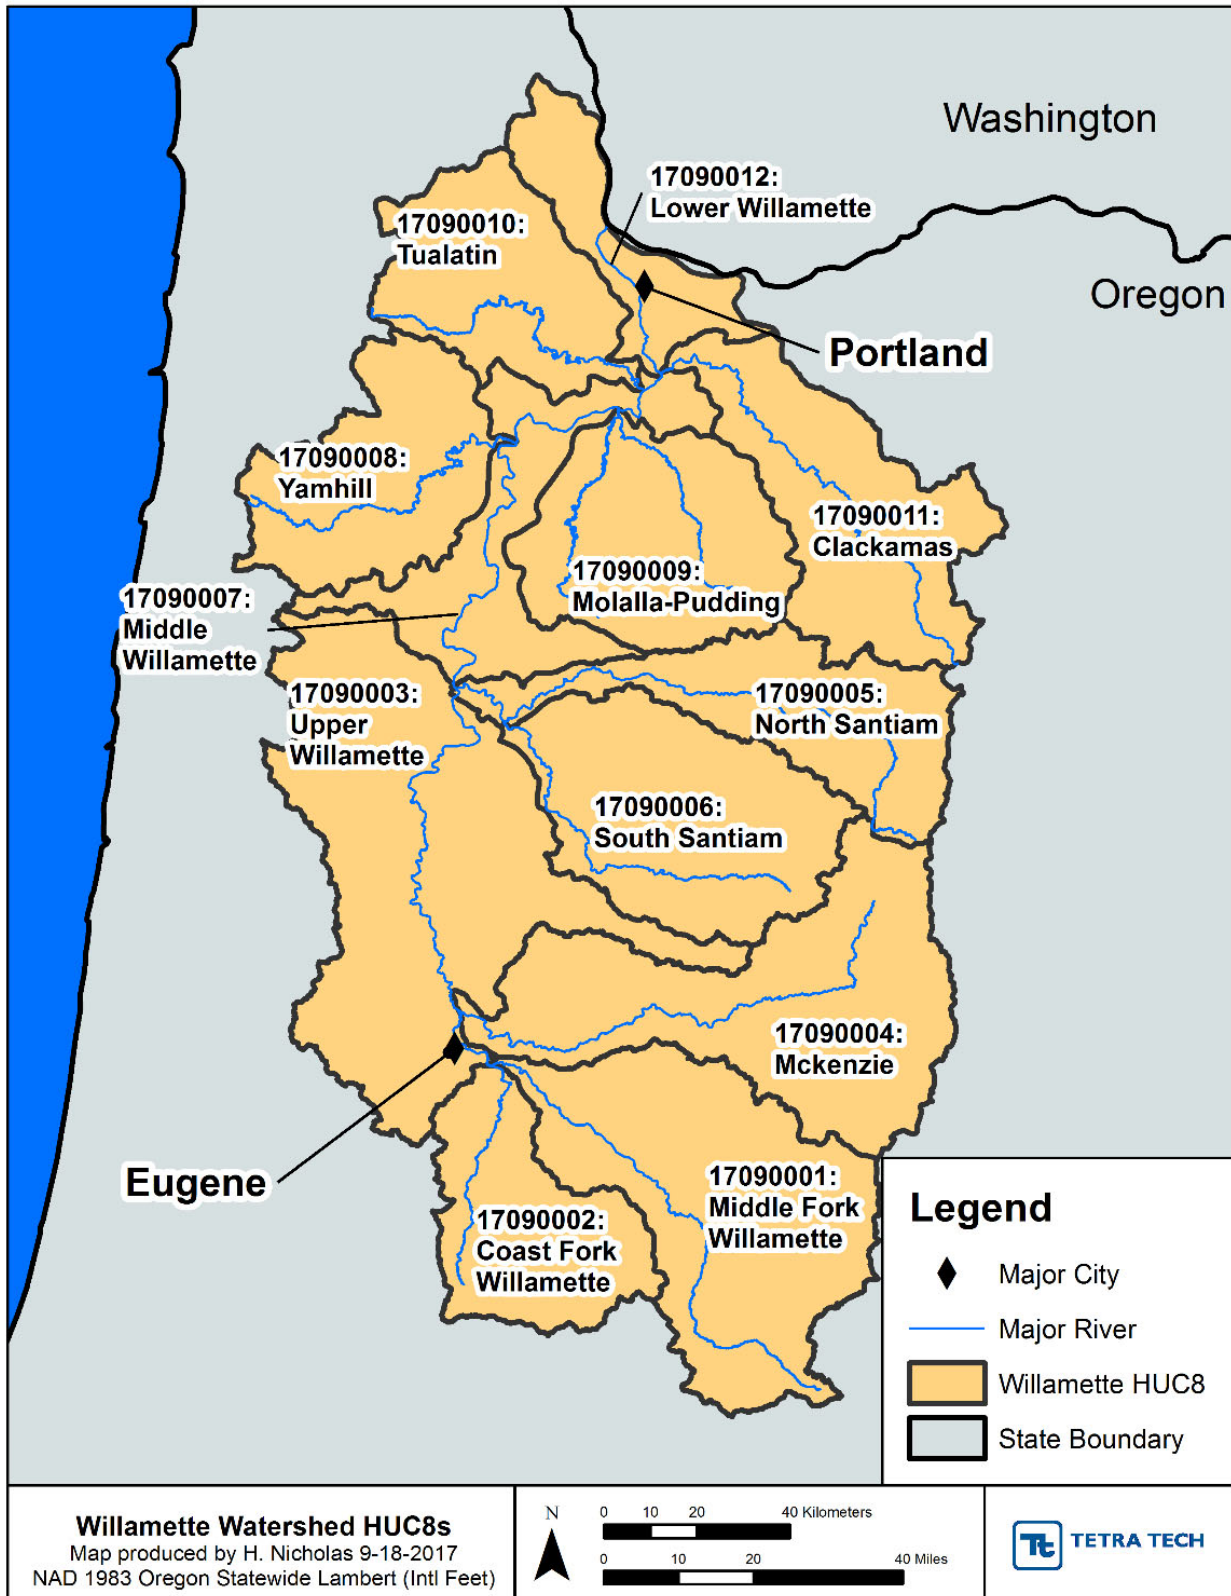 Washington
17090012:
Lower Willamette
17090010:
Tualatin
Oregon
Portland
17090008:
Yamhill
17090011:
Clackamas
17090009:
Molalla-Pudding
17090007:
Middle
Willamette
17090003:
Upper
Willamette
17090005:
North Santiam
17090006:
South Santiam
17090004:
Mckenzie
Eugene
17090001:
Middle Fork
Willamette
17090002:
Coast Fork
Willamette
Legend
Major City
Major River
Willamette HUC8
State Boundary
Willamette Watershed HUC8s
Map produced by H. Nicholas 9-18-2017
NAD 1983 Oregon Statewide Lambert (Intl Feet)
N
0 10 20 40 Kilometers
0 10 20 40 Miles
Tt TETRA TECH